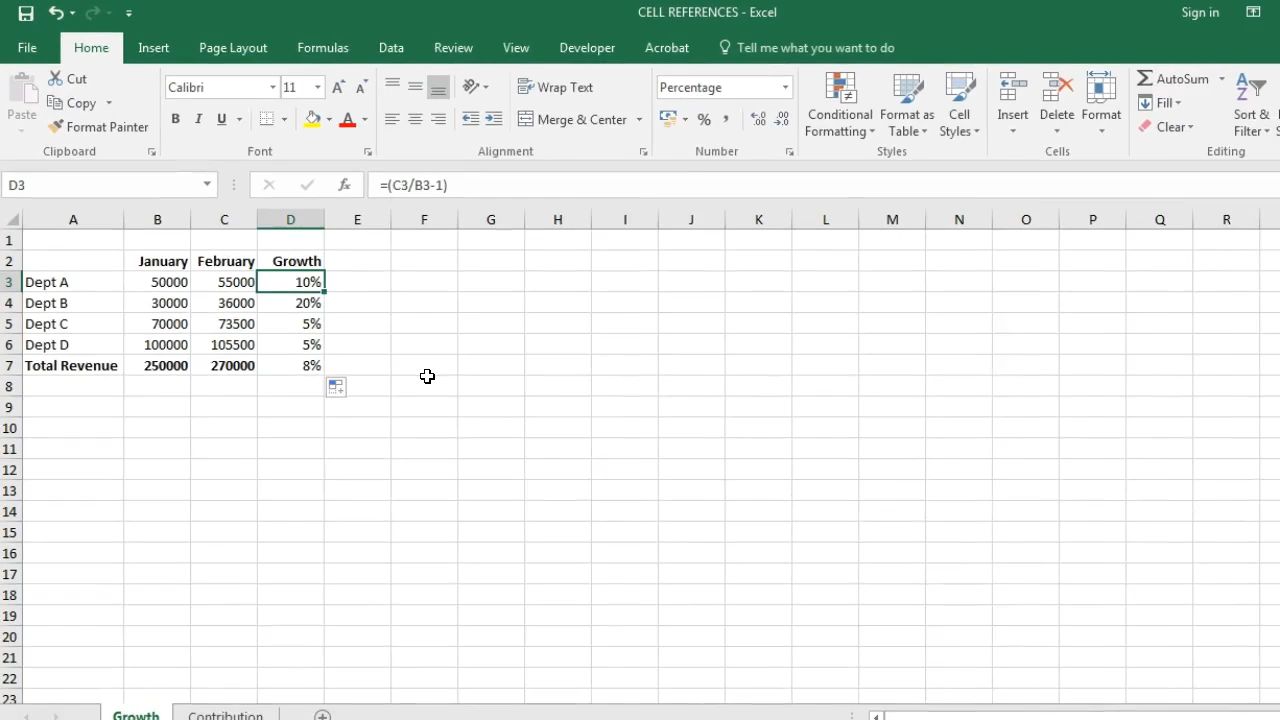 CELL REFERENCES - Excel
Sign in
File Home Insert Page Layout Formulas Data Review View Developer Acrobat Tell me what you want to do
Paste
Cut
Copy
Format Painter
Clipboard
Calibri 11
B I U A
Font
Wrap Text
Merge & Center
Alignment
Percentage
% ,
Number
Conditional Formatting
Format as Table
Cell Styles
Styles
Insert Delete Format
Cells
AutoSum
Fill
Clear
Sort & Filter
Editing
D3 fx =(C3/B3-1)
A B C D E F G H I J K L M N O P Q R
1
2 January February Growth
3 Dept A 50000 55000 10%
4 Dept B 30000 36000 20%
5 Dept C 70000 73500 5%
6 Dept D 100000 105500 5%
7 Total Revenue 250000 270000 8%
8
9
10
11
12
13
14
15
16
17
18
19
20
21
22
23
Growth Contribution